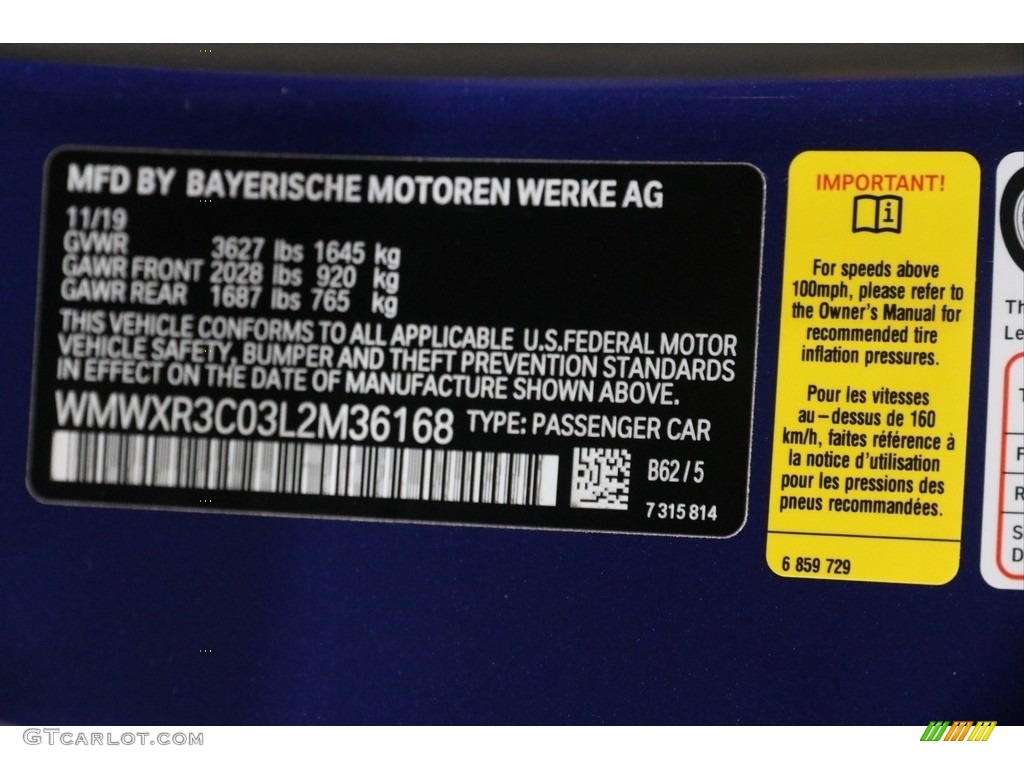 MFD BY BAYERISCHE MOTOREN WERKE AG
11/19
GVWR 3627 lbs 1645 kg
GAWR FRONT 2028 lbs 920 kg
GAWR REAR 1687 lbs 765 kg
THIS VEHICLE CONFORMS TO ALL APPLICABLE U.S.FEDERAL MOTOR
VEHICLE SAFETY, BUMPER AND THEFT PREVENTION STANDARDS
IN EFFECT ON THE DATE OF MANUFACTURE SHOWN ABOVE.
WMWXR3C03L2M36168 TYPE: PASSENGER CAR
B62/5
7 315 814
IMPORTANT!
i
For speeds above
100mph, please refer to
the Owner's Manual for
recommended tire
inflation pressures.
Pour les vitesses
au-dessus de 160
km/h, faites référence à
la notice d'utilisation
pour les pressions des
pneus recommandées.
6 859 729
GTCARLOT.COM